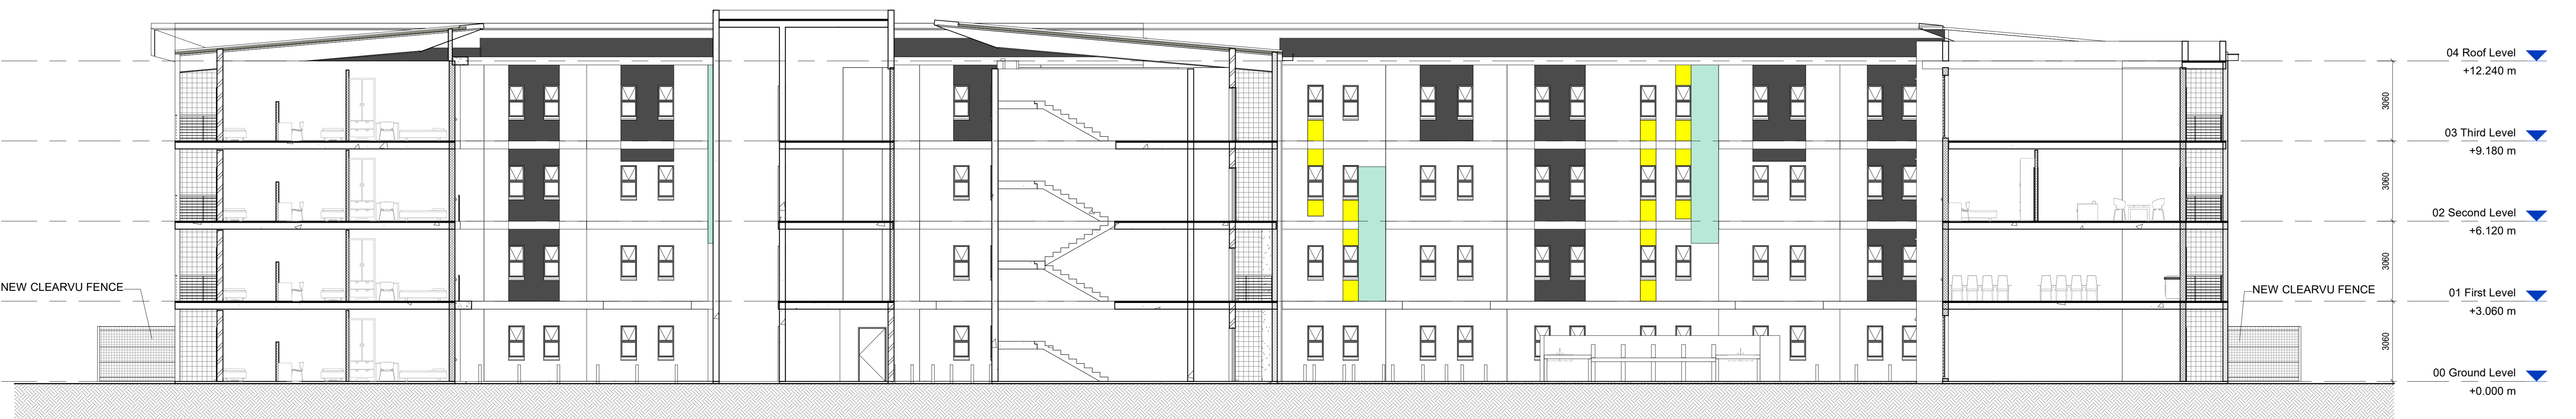 04 Roof Level
+12.240 m
3060
03 Third Level
+9.180 m
3060
02 Second Level
+6.120 m
3060
NEW CLEARVU FENCE
NEW CLEARVU FENCE
01 First Level
+3.060 m
3060
00 Ground Level
+0.000 m